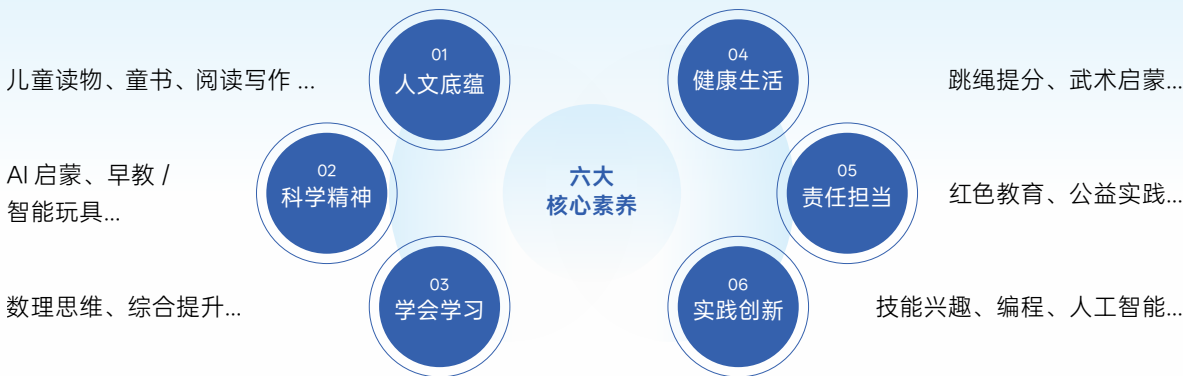 01
人文底蕴
儿童读物、童书、阅读写作 ...
02
科学精神
AI 启蒙、早教 /
智能玩具...
03
学会学习
数理思维、综合提升...
六大
核心素养
04
健康生活
跳绳提分、武术启蒙...
05
责任担当
红色教育、公益实践...
06
实践创新
技能兴趣、编程、人工智能...